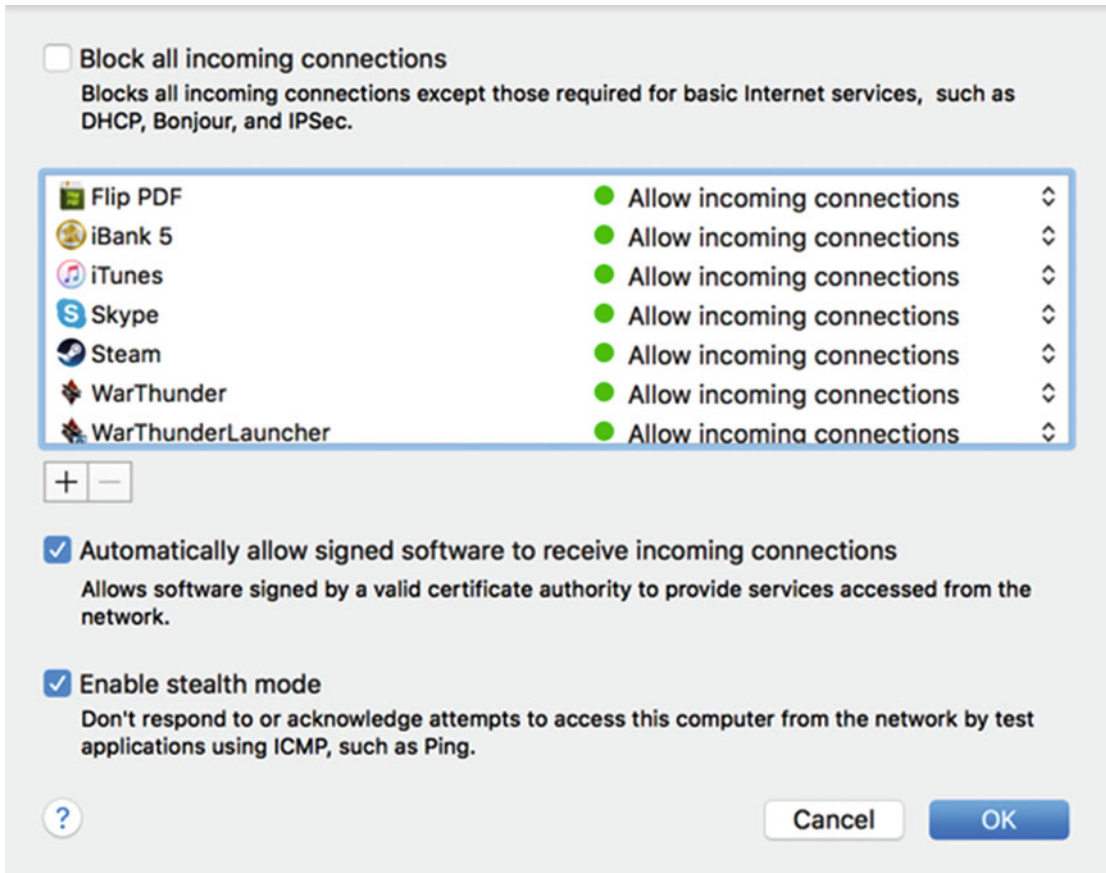 Block all incoming connections
Blocks all incoming connections except those required for basic Internet services, such as
DHCP, Bonjour, and IPSec.
Flip PDF Allow incoming connections
iBank 5 Allow incoming connections
iTunes Allow incoming connections
Skype Allow incoming connections
Steam Allow incoming connections
WarThunder Allow incoming connections
WarThunderLauncher Allow incoming connections
+ −
Automatically allow signed software to receive incoming connections
Allows software signed by a valid certificate authority to provide services accessed from the
network.
Enable stealth mode
Don't respond to or acknowledge attempts to access this computer from the network by test
applications using ICMP, such as Ping.
? Cancel OK